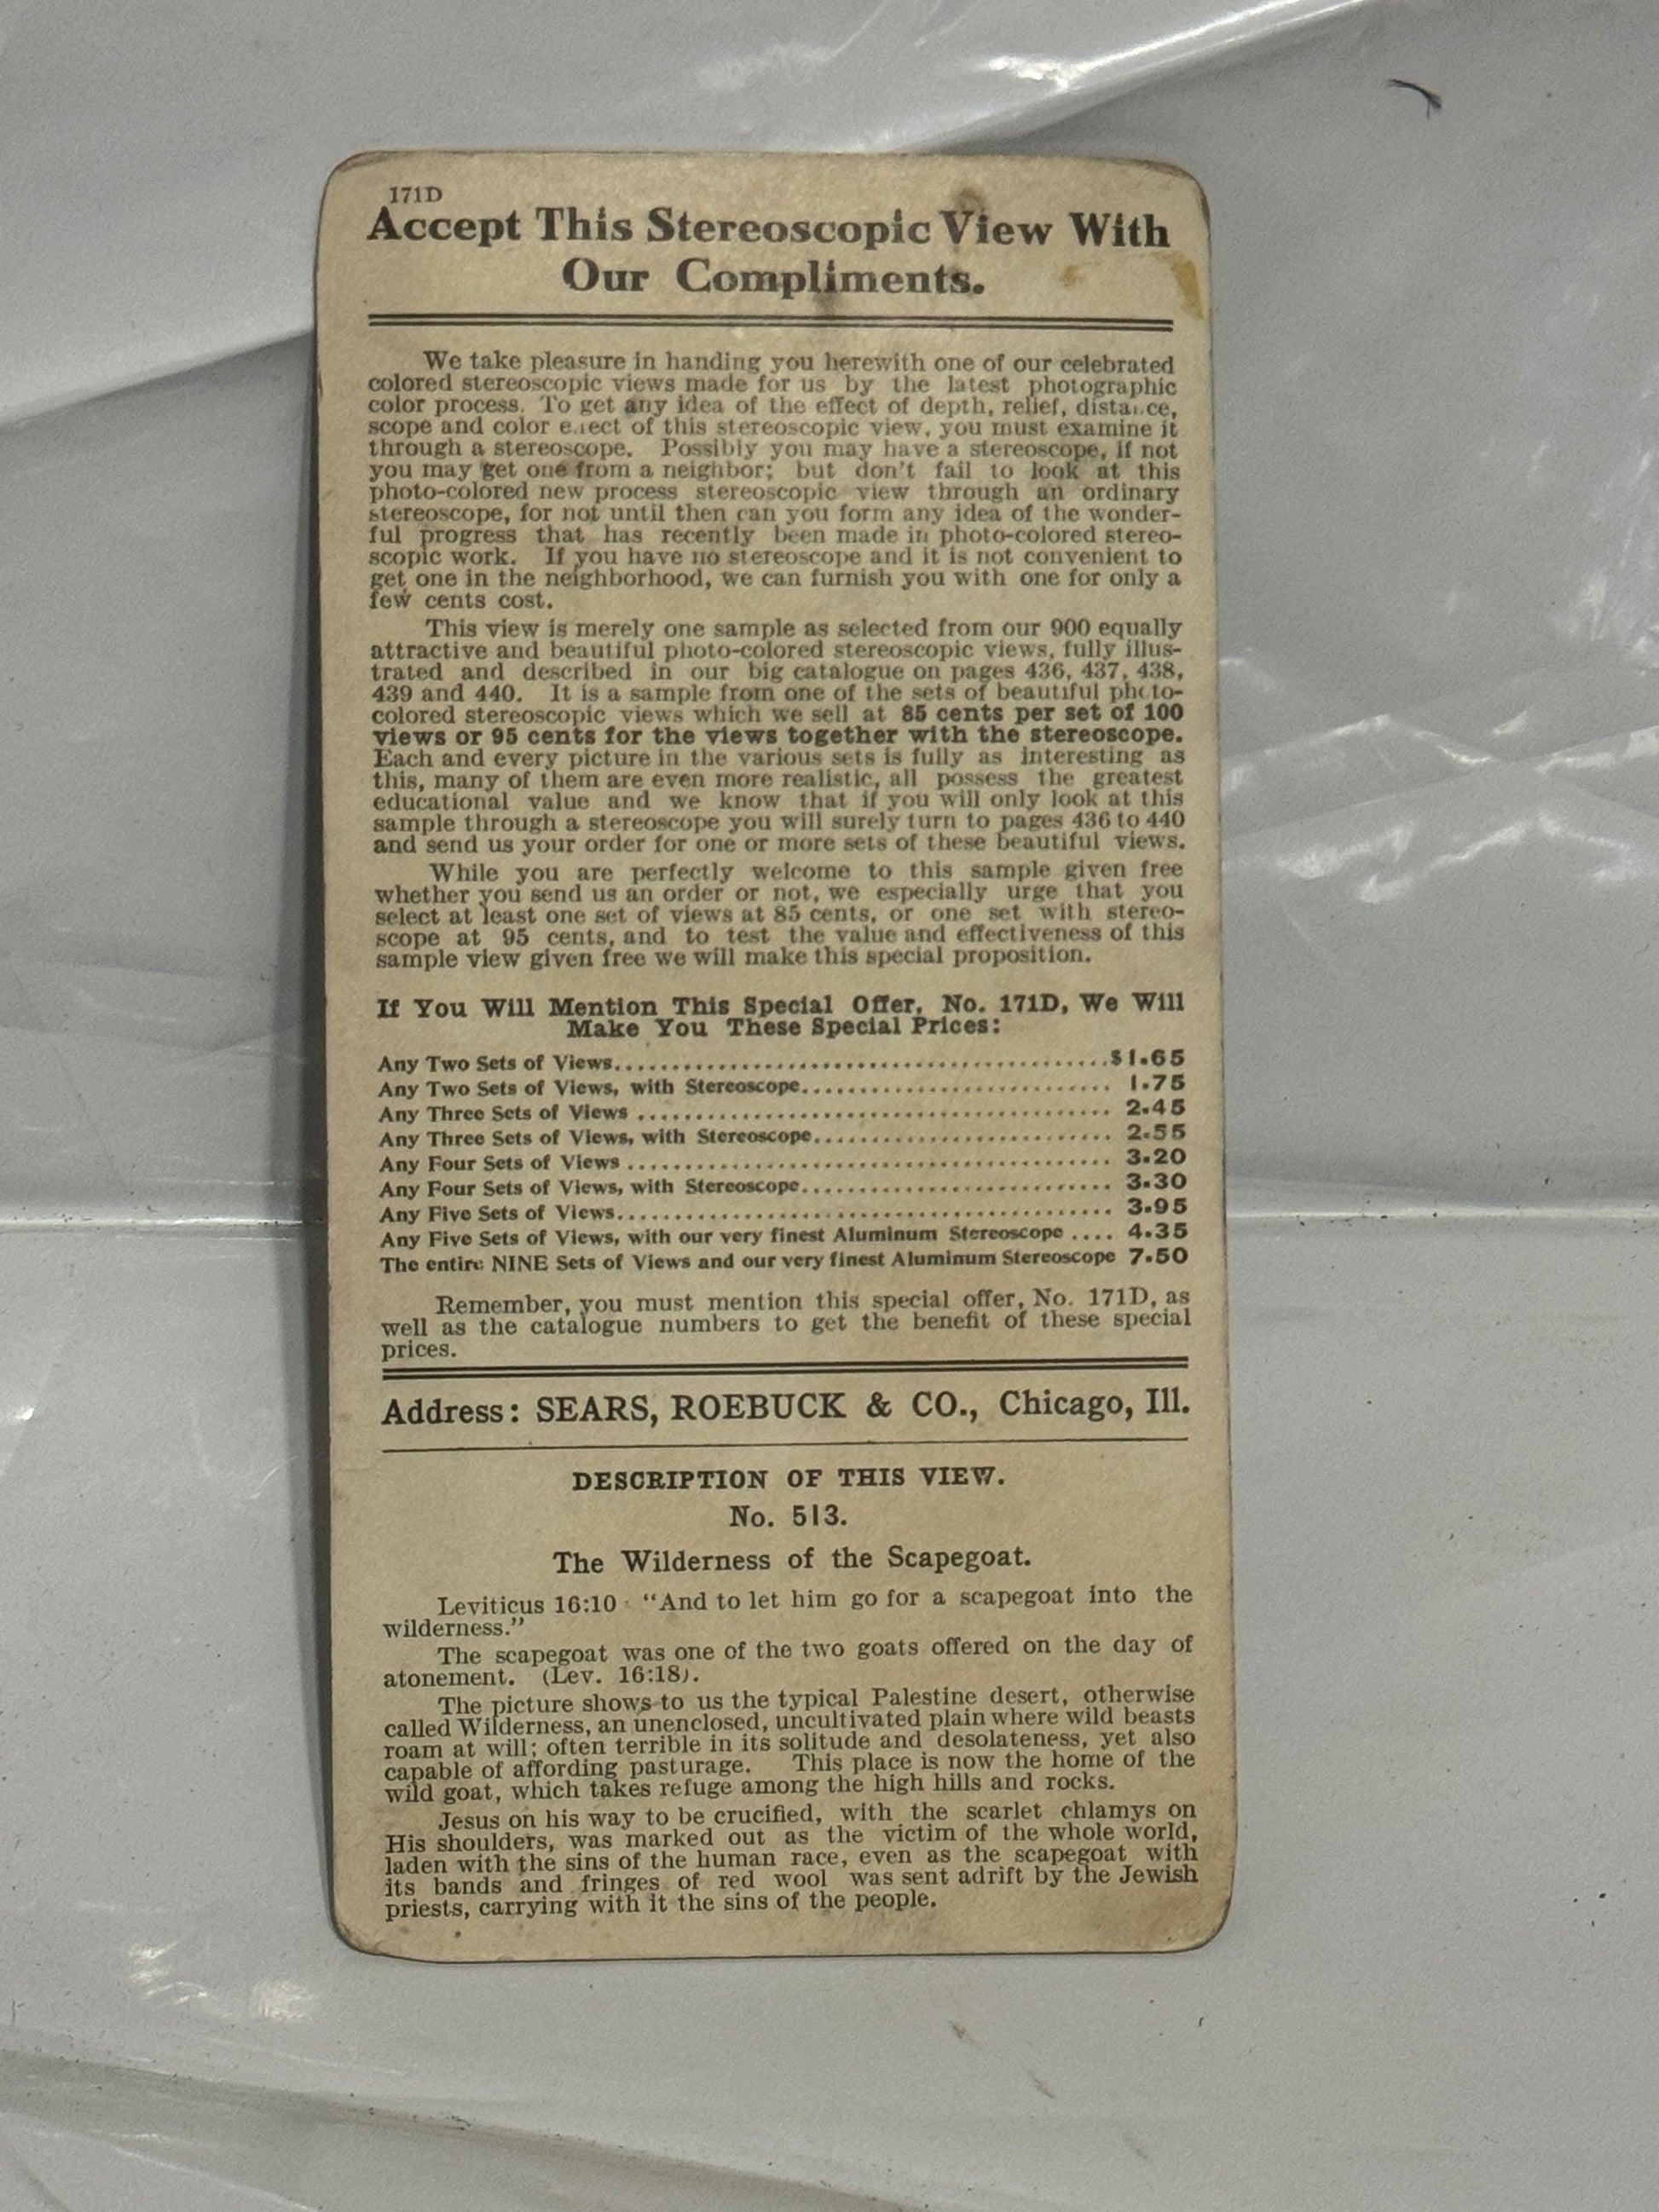 171D
Accept This Stereoscopic View With
Our Compliments.
We take pleasure in handing you herewith one of our celebrated
colored stereoscopic views made for us by the latest photographic
color process. To get any idea of the effect of depth, relief, distance,
scope and color effect of this stereoscopic view, you must examine it
through a stereoscope. Possibly you may have a stereoscope, if not
you may get one from a neighbor; but don't fail to look at this
photo-colored new process stereoscopic view through an ordinary
stereoscope, for not until then can you form any idea of the wonder-
ful progress that has recently been made in photo-colored stereo-
scopic work. If you have no stereoscope and it is not convenient to
get one in the neighborhood, we can furnish you with one for only a
few cents cost.
This view is merely one sample as selected from our 900 equally
attractive and beautiful photo-colored stereoscopic views, fully illus-
trated and described in our big catalogue on pages 436, 437, 438,
439 and 440. It is a sample from one of the sets of beautiful photo-
colored stereoscopic views which we sell at 85 cents per set of 100
views or 95 cents for the views together with the stereoscope.
Each and every picture in the various sets is fully as interesting as
this, many of them are even more realistic, all possess the greatest
educational value and we know that if you will only look at this
sample through a stereoscope you will surely turn to pages 436 to 440
and send us your order for one or more sets of these beautiful views.
While you are perfectly welcome to this sample given free
whether you send us an order or not, we especially urge that you
select at least one set of views at 85 cents, or one set with stereo-
scope at 95 cents, and to test the value and effectiveness of this
sample view given free we will make this special proposition.
If You Will Mention This Special Offer, No. 171D, We Will
Make You These Special Prices:
Any Two Sets of Views.......................................................$1.65
Any Two Sets of Views, with Stereoscope.................................. 1.75
Any Three Sets of Views .................................................... 2.45
Any Three Sets of Views, with Stereoscope................................ 2.55
Any Four Sets of Views ..................................................... 3.20
Any Four Sets of Views, with Stereoscope.................................. 3.30
Any Five Sets of Views...................................................... 3.95
Any Five Sets of Views, with our very finest Aluminum Stereoscope .... 4.35
The entire NINE Sets of Views and our very finest Aluminum Stereoscope 7.50
Remember, you must mention this special offer, No. 171D, as
well as the catalogue numbers to get the benefit of these special
prices.
Address: SEARS, ROEBUCK & CO., Chicago, Ill.
DESCRIPTION OF THIS VIEW.
No. 513.
The Wilderness of the Scapegoat.
Leviticus 16:10 "And to let him go for a scapegoat into the
wilderness."
The scapegoat was one of the two goats offered on the day of
atonement. (Lev. 16:18).
The picture shows to us the typical Palestine desert, otherwise
called Wilderness, an unenclosed, uncultivated plain where wild beasts
roam at will; often terrible in its solitude and desolateness, yet also
capable of affording pasturage. This place is now the home of the
wild goat, which takes refuge among the high hills and rocks.
Jesus on his way to be crucified, with the scarlet chlamys on
His shoulders, was marked out as the victim of the whole world,
laden with the sins of the human race, even as the scapegoat with
its bands and fringes of red wool was sent adrift by the Jewish
priests, carrying with it the sins of the people.